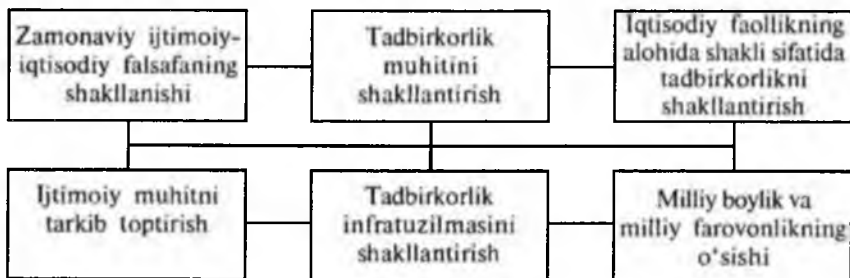 Zamonaviy ijtimoiy-
iqtisodiy falsafaning
shakllanishi
Tadbirkorlik
muhitini
shakllantirish
Iqtisodiy faollikning
alohida shakli sifatida
tadbirkorlikni
shakllantirish
Ijtimoiy muhitni
tarkib toptirish
Tadbirkorlik
infratuzilmasini
shakllantirish
Milliy boylik va
milliy farovonlikning
o‘sishi